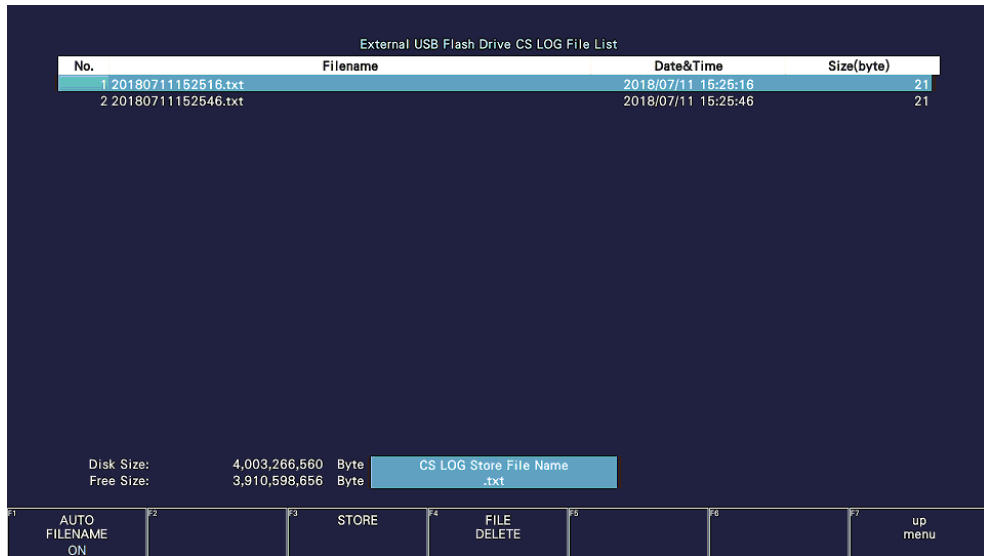 External USB Flash Drive CS LOG File List
No. Filename Date&Time Size(byte)
1 20180711152516.txt 2018/07/11 15:25:16 21
2 20180711152546.txt 2018/07/11 15:25:46 21
Disk Size: 4,003,266,560 Byte
Free Size: 3,910,598,656 Byte
CS LOG Store File Name
.txt
F1 AUTO FILENAME ON
F2
F3 STORE
F4 FILE DELETE
F5
F6
F7 up menu